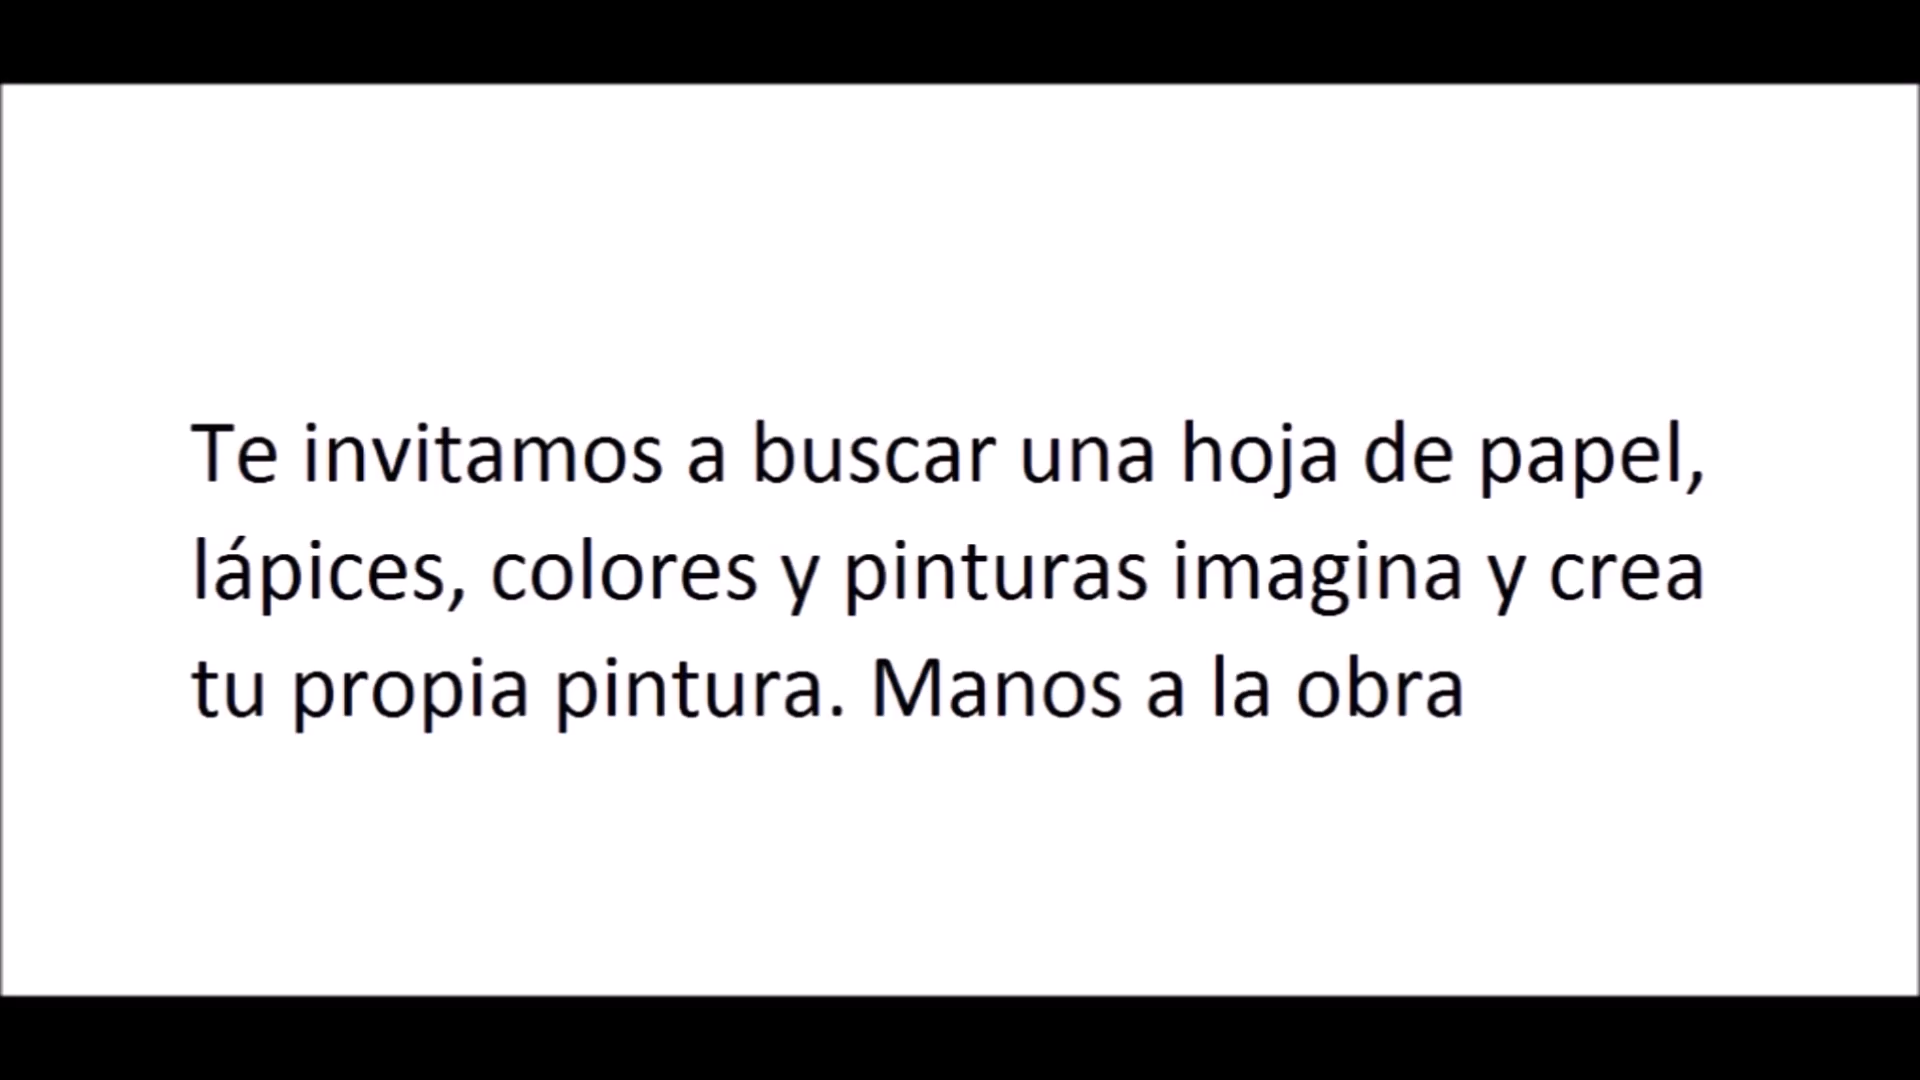 Te invitamos a buscar una hoja de papel,
lápices, colores y pinturas imagina y crea
tu propia pintura. Manos a la obra